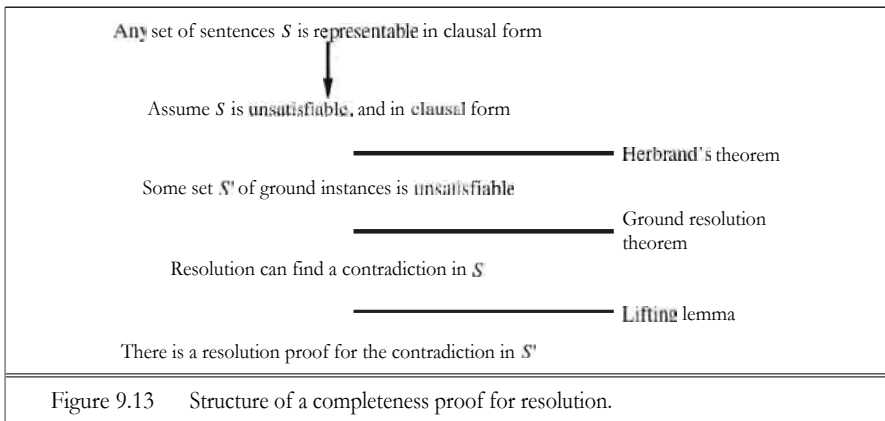 Any set of sentences S is representable in clausal form
Assume S is unsatisfiable, and in clausal form
Herbrand's theorem
Some set S' of ground instances is unsatisfiable
Ground resolution
theorem
Resolution can find a contradiction in S
Lifting lemma
There is a resolution proof for the contradiction in S'
Figure 9.13 Structure of a completeness proof for resolution.